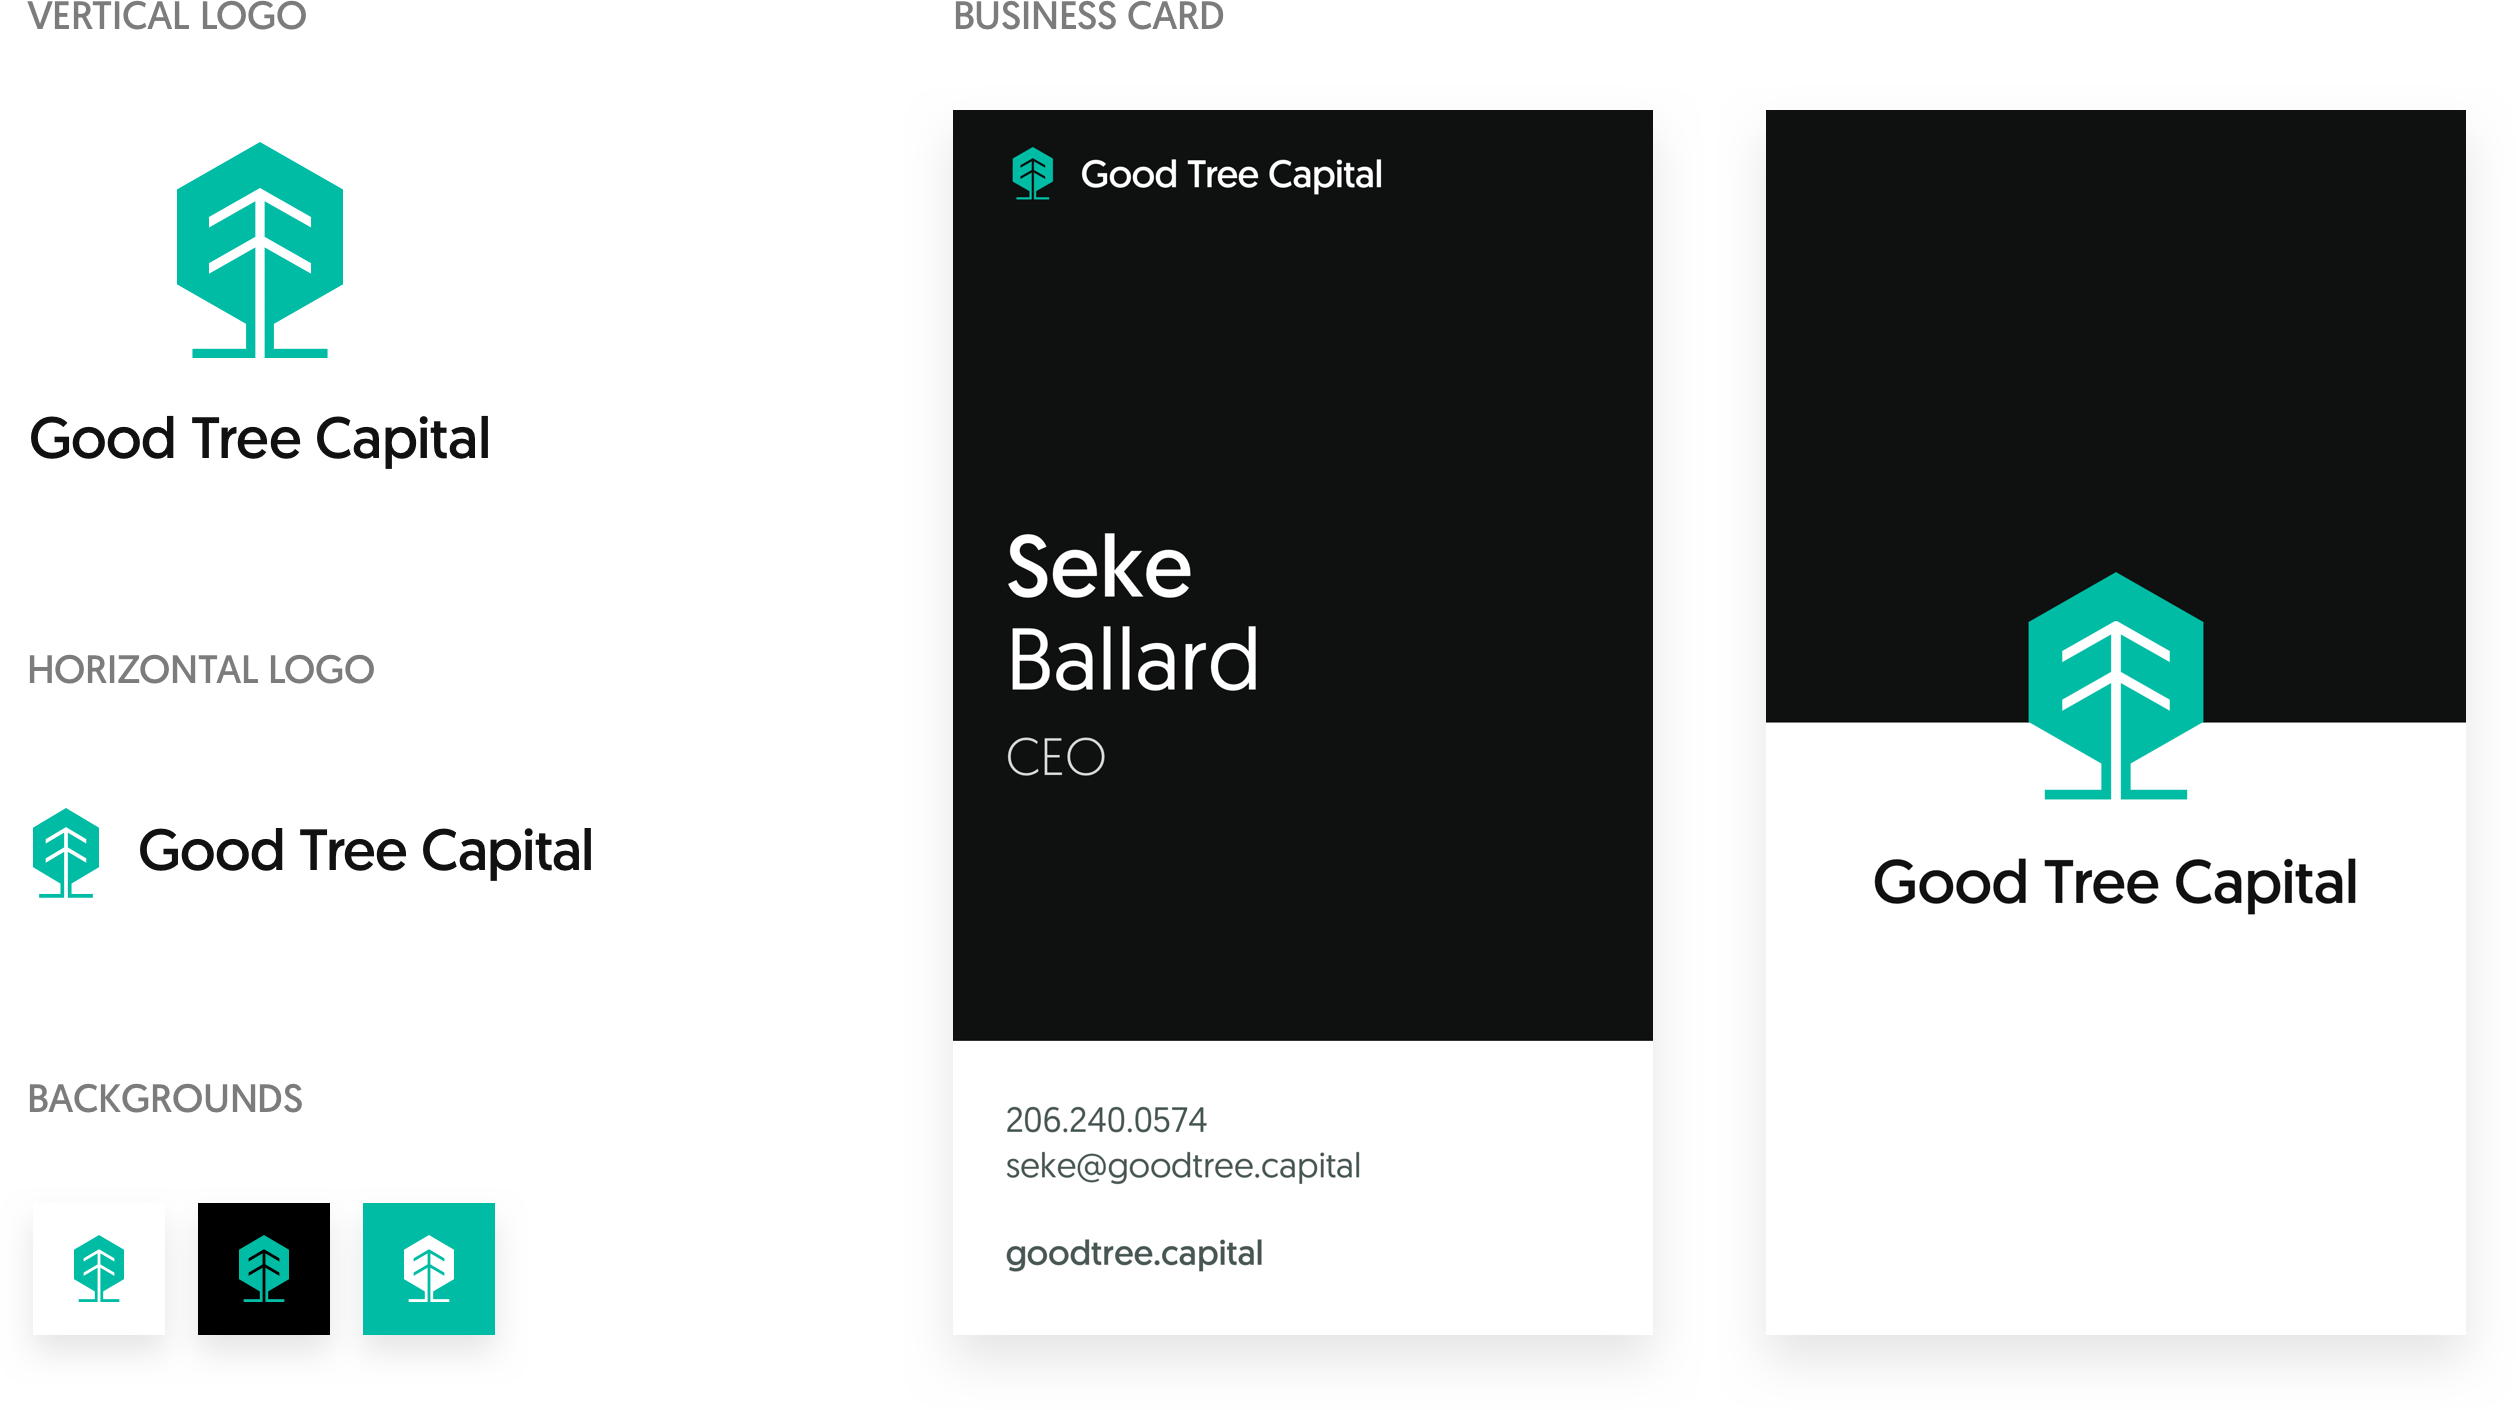 VERTICAL LOGO
Good Tree Capital
HORIZONTAL LOGO
Good Tree Capital
BACKGROUNDS
BUSINESS CARD
Good Tree Capital
Seke
Ballard
CEO
206.240.0574
seke@goodtree.capital
goodtree.capital
Good Tree Capital